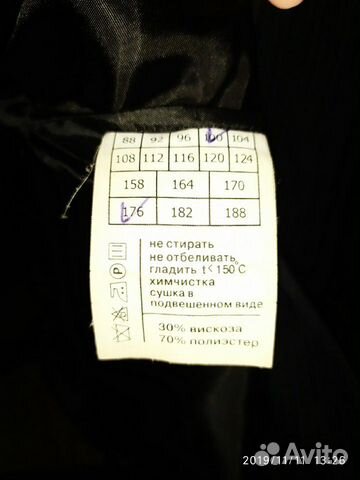 88 92 96 100 104
108 112 116 120 124
158 164 170
176 182 188
не стирать
не отбеливать
гладить t< 150°C
химчистка
сушка в
подвешенном виде
30% вискоза
70% полиэстер
2019/11/11 13:26
Avito